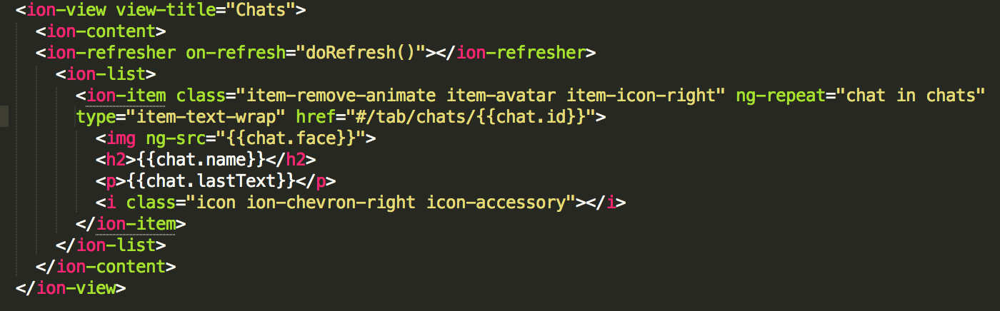 <ion-view view-title="Chats">
<ion-content>
<ion-refresher on-refresh="doRefresh()"></ion-refresher>
<ion-list>
<ion-item class="item-remove-animate item-avatar item-icon-right" ng-repeat="chat in chats"
type="item-text-wrap" href="#/tab/chats/{{chat.id}}">
<img ng-src="{{chat.face}}">
<h2>{{chat.name}}</h2>
<p>{{chat.lastText}}</p>
<i class="icon ion-chevron-right icon-accessory"></i>
</ion-item>
</ion-list>
</ion-content>
</ion-view>